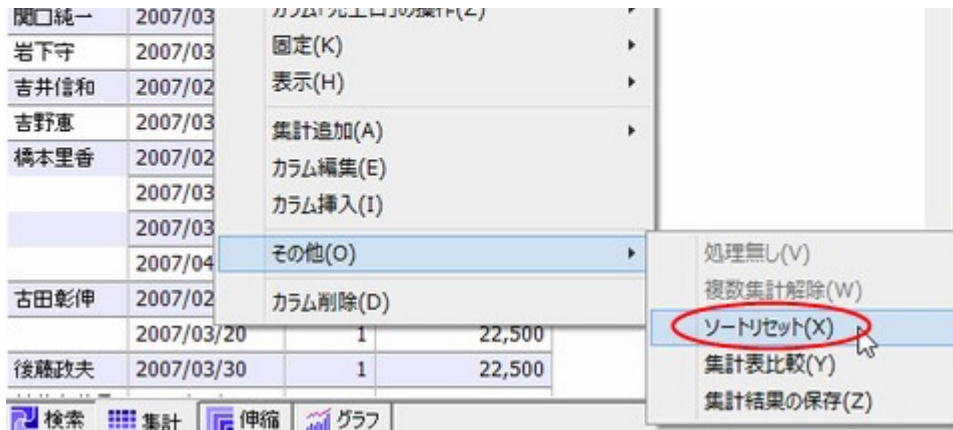 関口純一 2007/03
固定(K)
岩下守 2007/03
表示(H)
吉井信和 2007/02
吉野恵 2007/03
集計追加(A)
橋本里香 2007/02
カラム編集(E)
2007/03
カラム挿入(I)
2007/03
その他(O)
2007/04
処理無し(V)
複数集計解除(W)
古田彰伸 2007/02
カラム削除(D)
ソートリセット(X)
2007/03/20 1 22,500
集計表比較(Y)
後藤政夫 2007/03/30 1 22,500
集計結果の保存(Z)
検索 集計 伸縮 グラフ